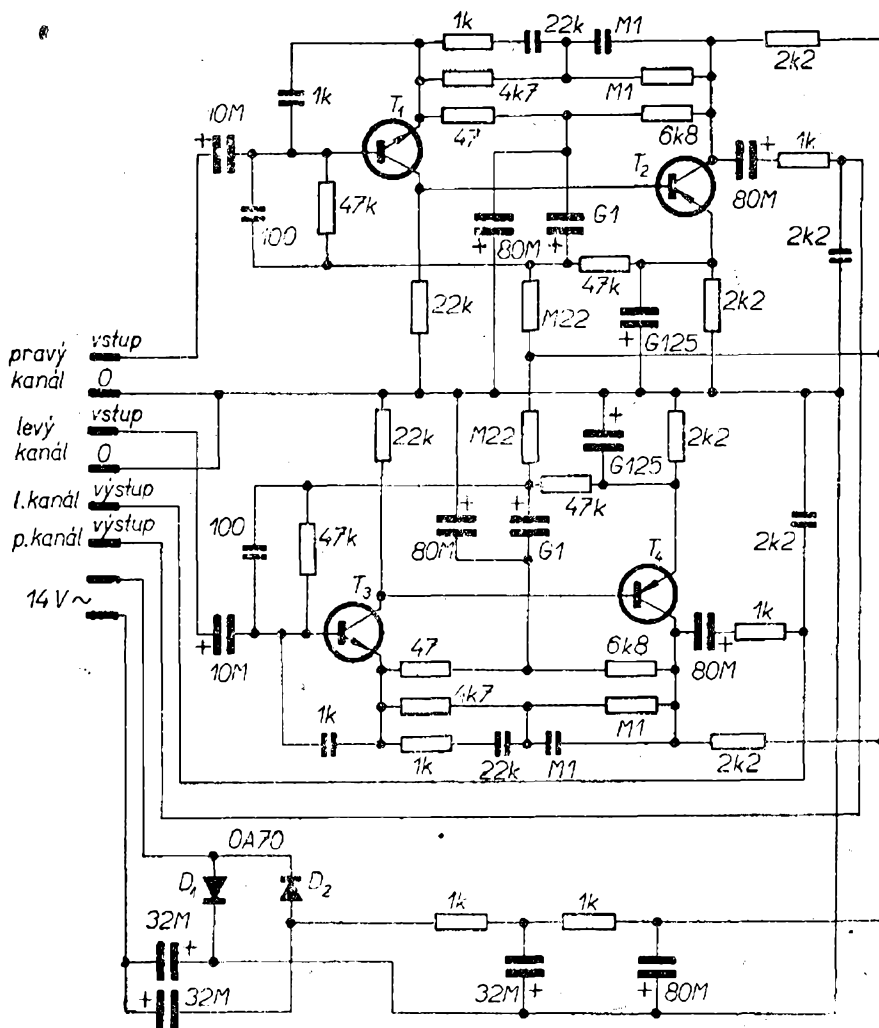 1k
22k
M1
2k2
1k
4k7
M1
10M
+
T₁
47
6k8
1k
+
T₂
80M
47k
100
G1
2k2
+
80M
+
47k
22k
M22
2k2
G125
+
pravý
kanál
vstup
0
levý
kanál
vstup
0
l.kanál
výstup
p.kanál
výstup
14V~
22k
M22
+
G125
2k2
47k
100
47k
+
80M
+
G1
T₃
T₄
2k2
1k
+
10M
47
6k8
80M
+
4k7
M1
1k
1k
22k
M1
2k2
OA70
D₁
D₂
32M
+
+
32M
1k
1k
32M
+
+
80M